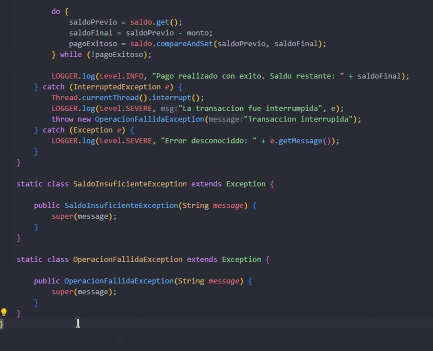 do {
saldoPrevio = saldo.get();
saldoFinal = saldoPrevio - monto;
pagoExitoso = saldo.compareAndSet(saldoPrevio, saldoFinal);
} while (!pagoExitoso);
LOGGER.log(Level.INFO, "Pago realizado con exito. Saldo restante: " + saldoFinal);
} catch (InterruptedException e) {
Thread.currentThread().interrupt();
LOGGER.log(Level.SEVERE, msg:"La transaccion fue interrumpida", e);
throw new OperacionFallidaException(message:"Transaccion interrupida");
} catch (Exception e) {
LOGGER.log(Level.SEVERE, "Error desconocido: " + e.getMessage());
}
}
static class SaldoInsuficienteException extends Exception {
public SaldoInsuficienteException(String message) {
super(message);
}
}
static class OperacionFallidaException extends Exception {
public OperacionFallidaException(String message) {
super(message);
}
}
}